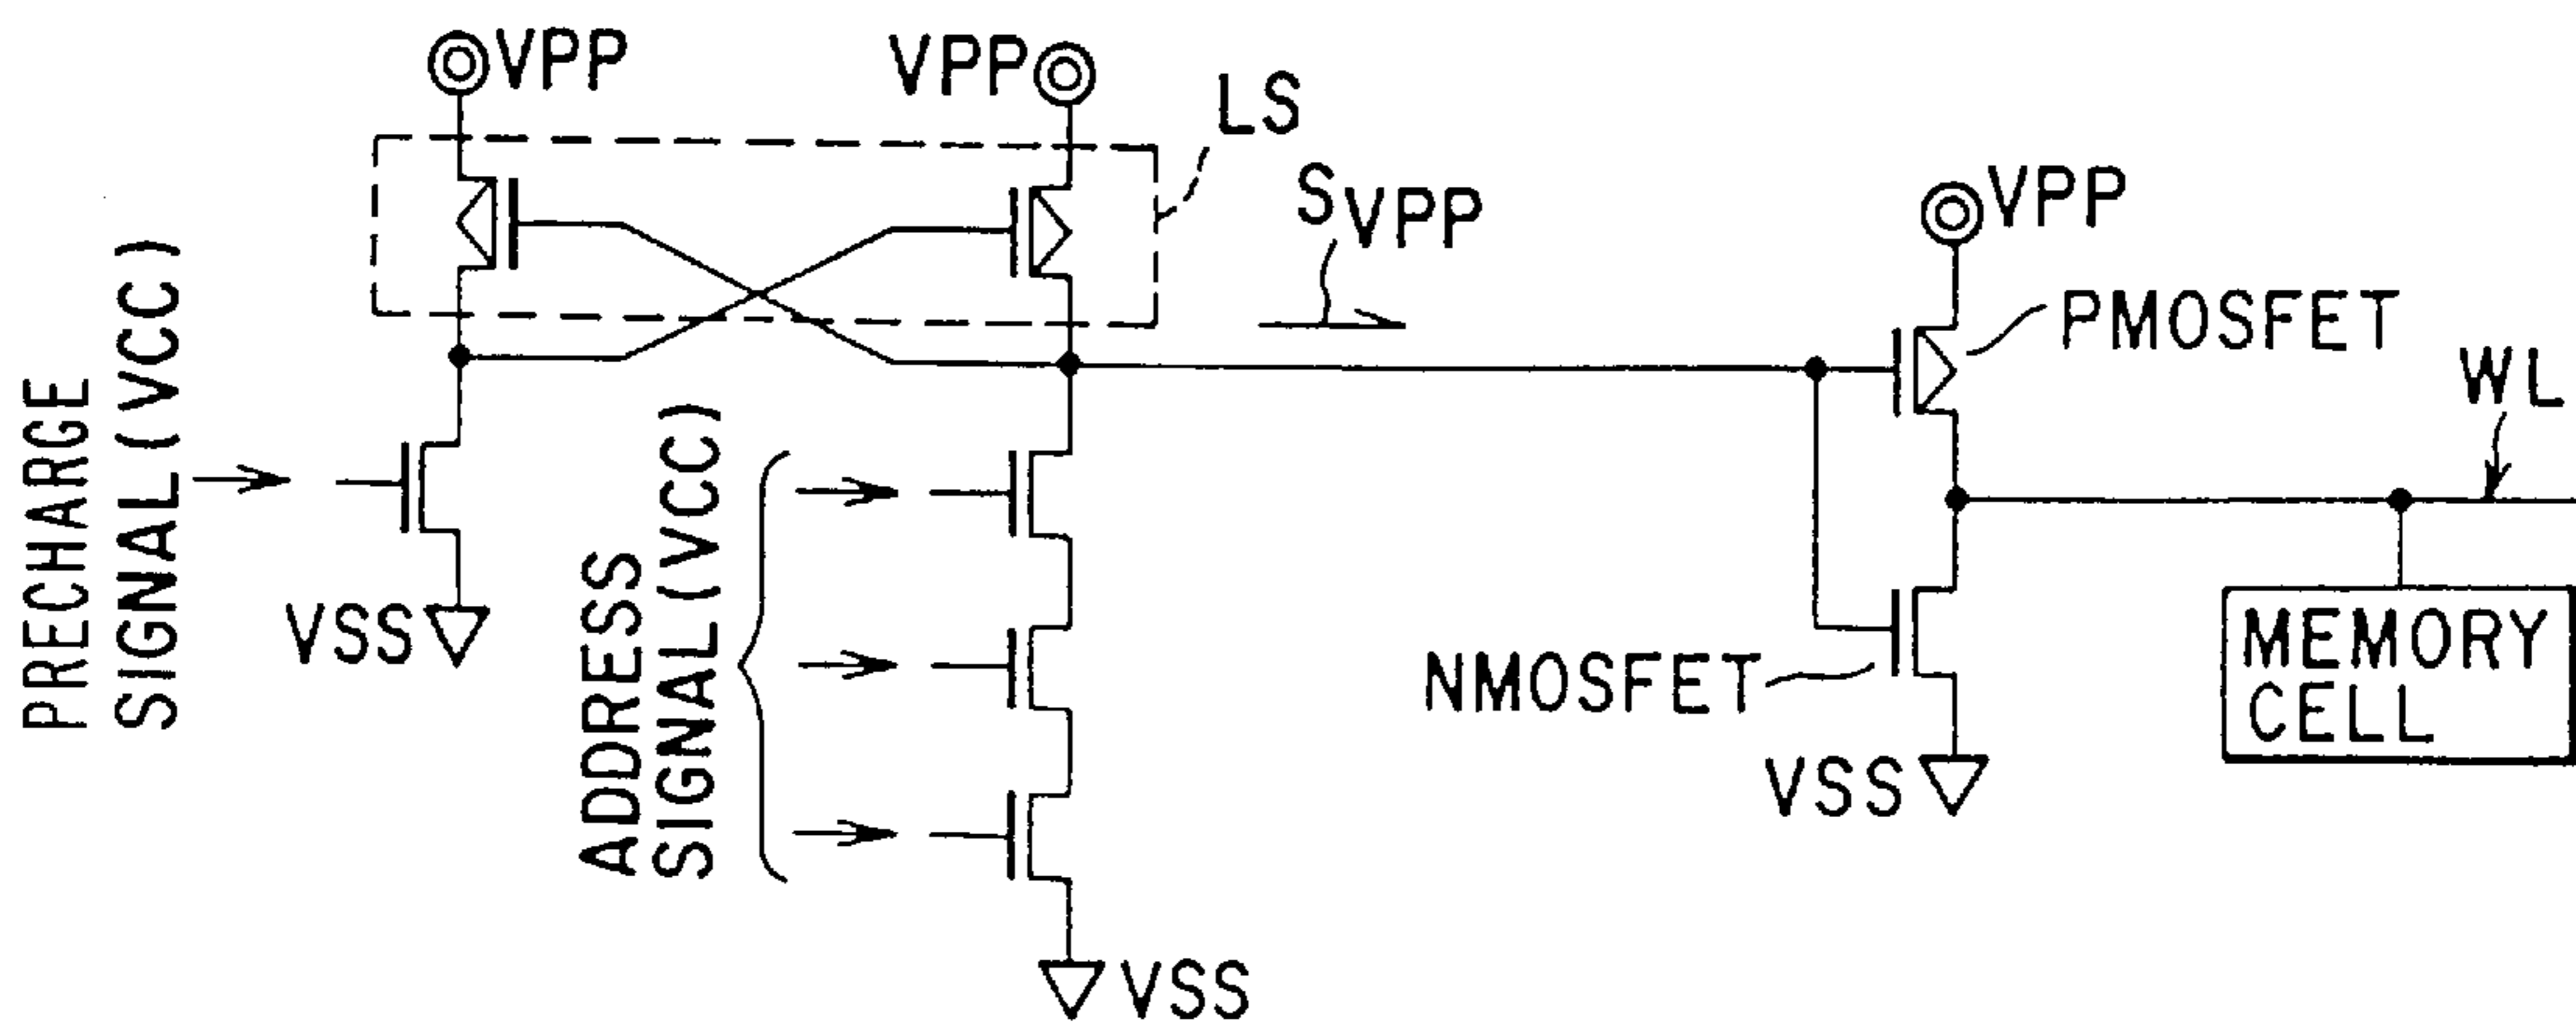 VPP
VPP
LS
SVPP
VPP
PMOSFET
WL
PRECHARGE
SIGNAL(VCC)
ADDRESS
SIGNAL(VCC)
VSS
NMOSFET
MEMORY
CELL
VSS
VSS